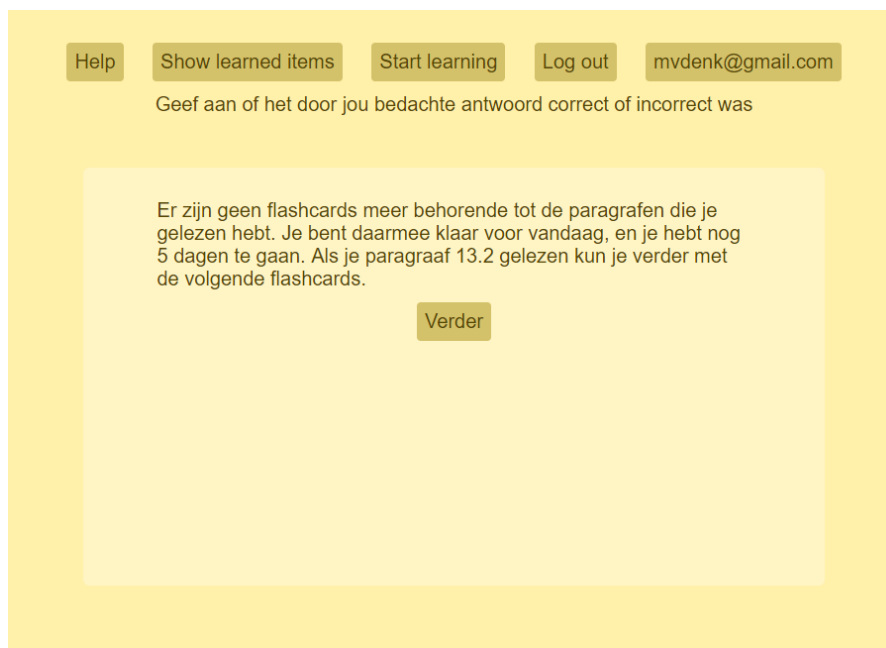 Help Show learned items Start learning Log out mvdenk@gmail.com
Geef aan of het door jou bedachte antwoord correct of incorrect was
Er zijn geen flashcards meer behorende tot de paragrafen die je
gelezen hebt. Je bent daarmee klaar voor vandaag, en je hebt nog
5 dagen te gaan. Als je paragraaf 13.2 gelezen kun je verder met
de volgende flashcards.
Verder